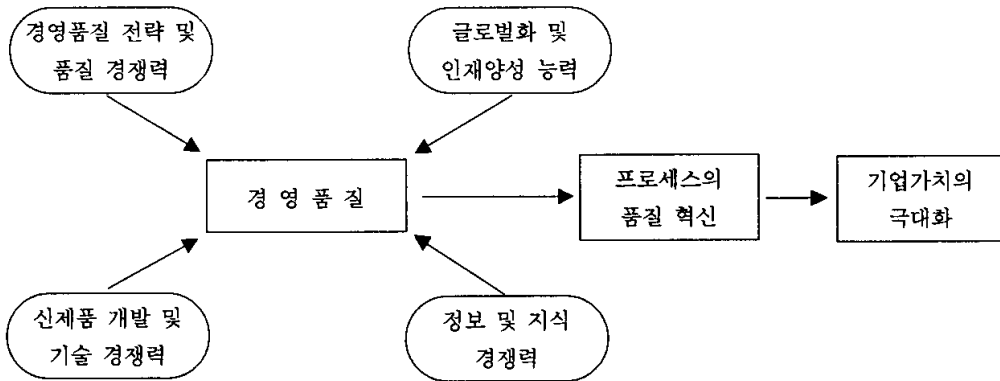 경영품질 전략 및
품질 경쟁력
글로벌화 및
인재양성 능력
경 영 품 질
프로세스의
품질 혁신
기업가치의
극대화
신제품 개발 및
기술 경쟁력
정보 및 지식
경쟁력